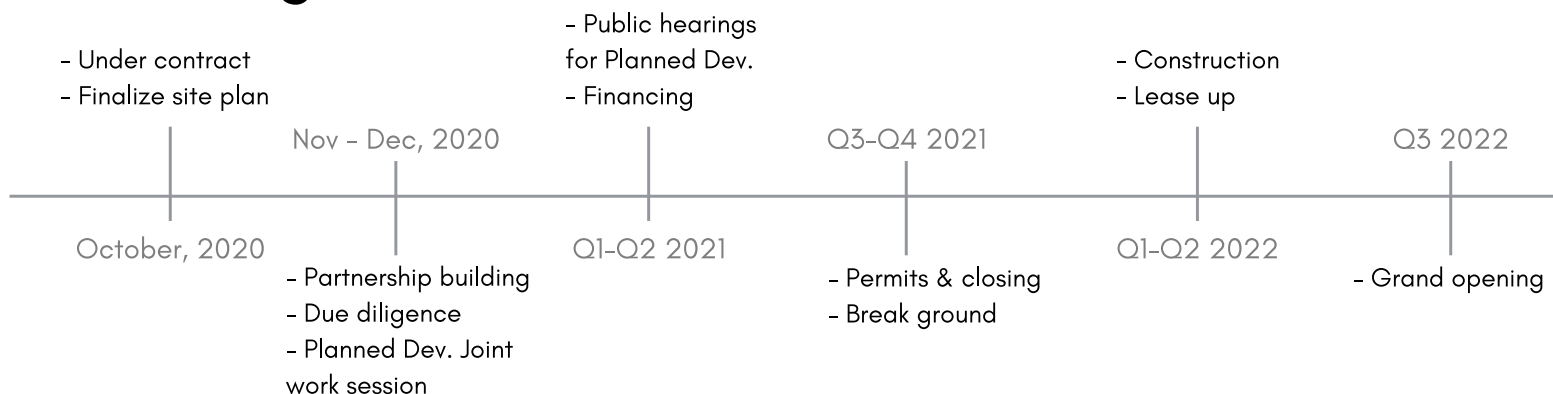 - Under contract
- Finalize site plan
October, 2020
Nov - Dec, 2020
- Partnership building
- Due diligence
- Planned Dev. Joint
work session
- Public hearings
for Planned Dev.
- Financing
Q1-Q2 2021
Q3-Q4 2021
- Permits & closing
- Break ground
- Construction
- Lease up
Q1-Q2 2022
Q3 2022
- Grand opening